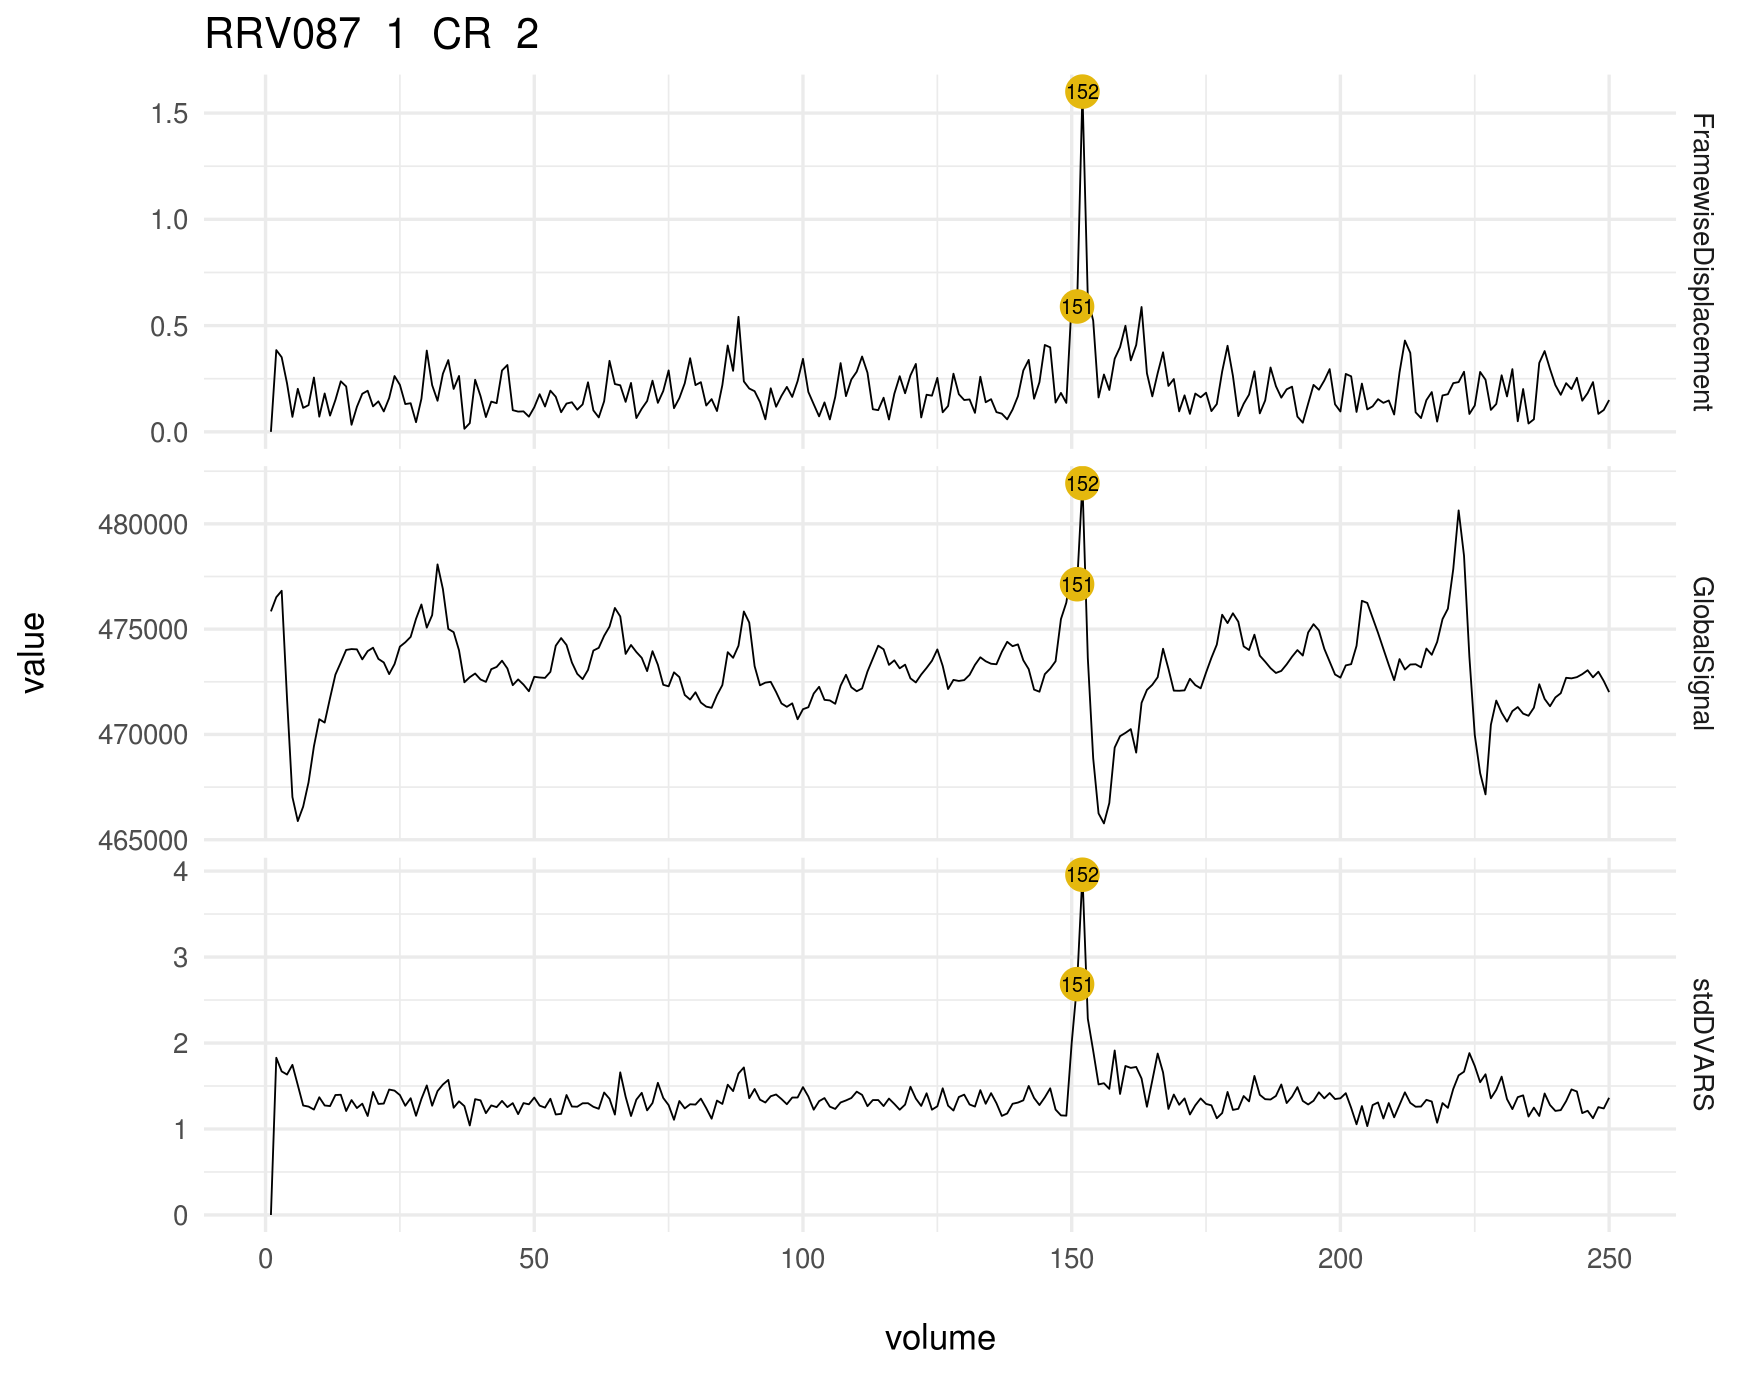 RRV087 1 CR 2
1.5
1.0
0.5
0.0
152
151
FramewiseDisplacement
480000
475000
470000
465000
152
151
GlobalSignal
value
4
3
2
1
0
152
151
stdDVARS
0 50 100 150 200 250
volume